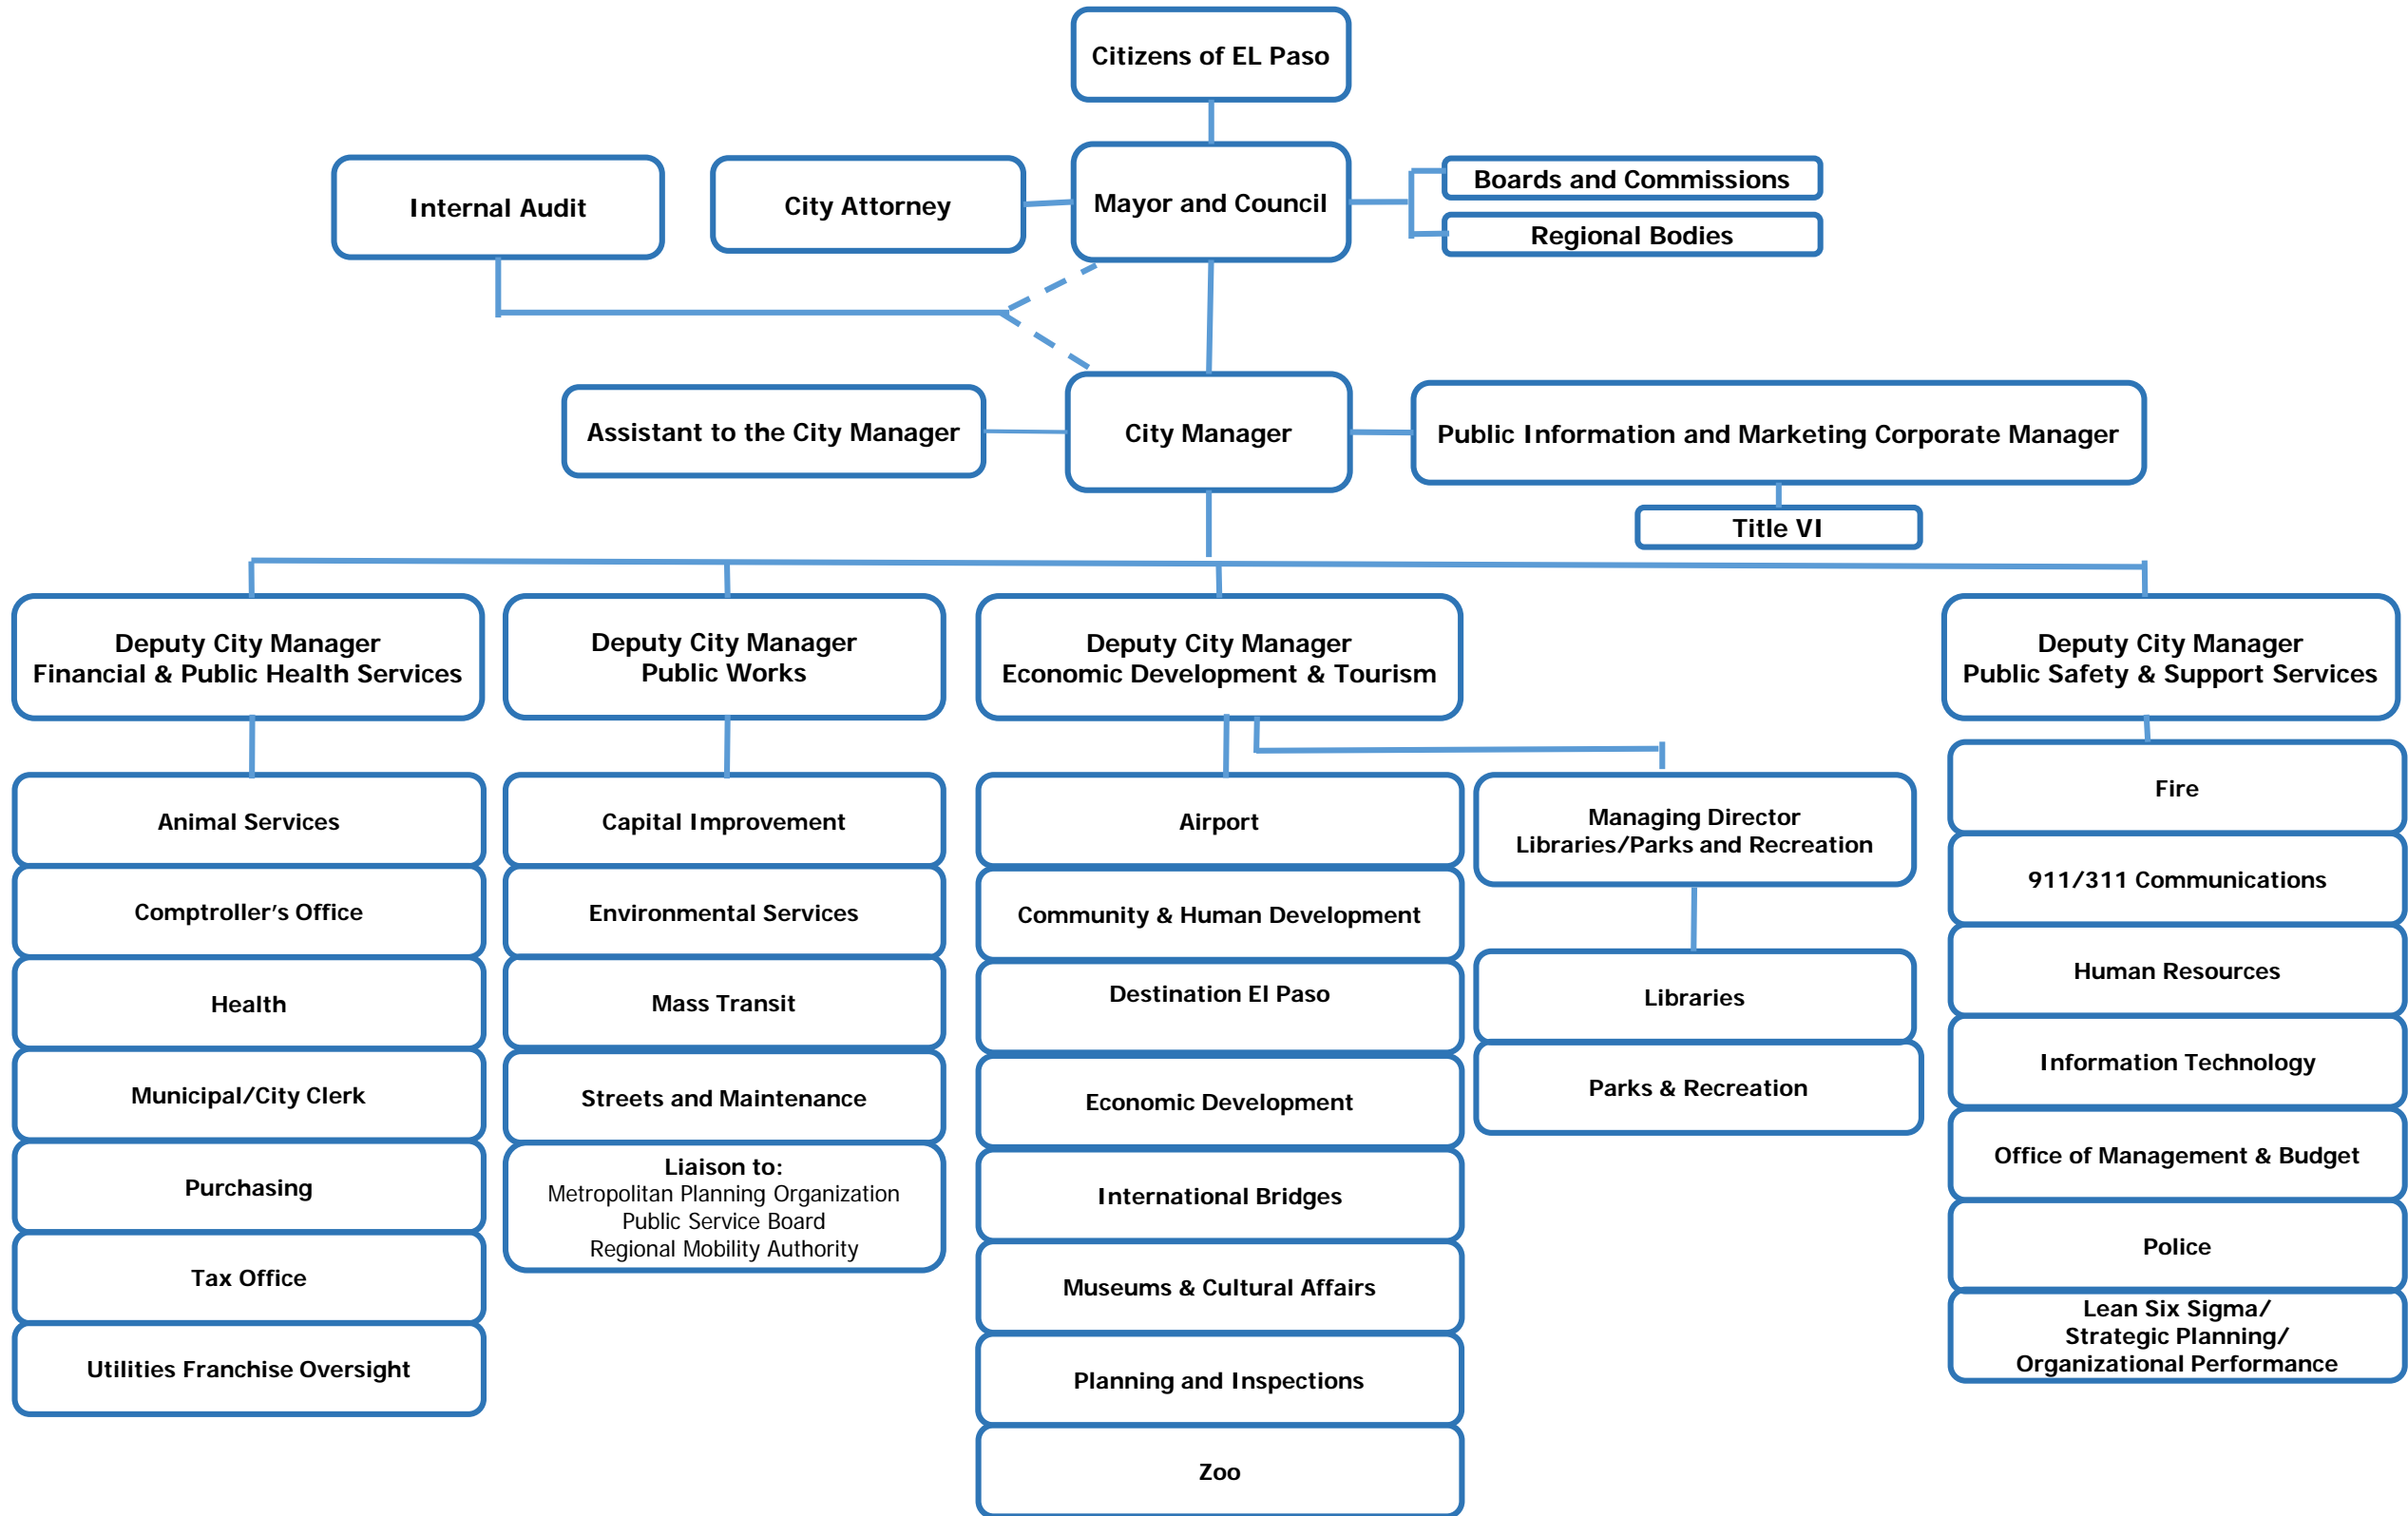 Citizens of EL Paso
Internal Audit
City Attorney
Mayor and Council
Boards and Commissions
Regional Bodies
Assistant to the City Manager
City Manager
Public Information and Marketing Corporate Manager
Title VI
Deputy City Manager
Financial & Public Health Services
Animal Services
Comptroller's Office
Health
Municipal/City Clerk
Purchasing
Tax Office
Utilities Franchise Oversight
Deputy City Manager
Public Works
Capital Improvement
Environmental Services
Mass Transit
Streets and Maintenance
Liaison to:
Metropolitan Planning Organization
Public Service Board
Regional Mobility Authority
Deputy City Manager
Economic Development & Tourism
Airport
Community & Human Development
Destination El Paso
Economic Development
International Bridges
Museums & Cultural Affairs
Planning and Inspections
Zoo
Managing Director
Libraries/Parks and Recreation
Libraries
Parks & Recreation
Deputy City Manager
Public Safety & Support Services
Fire
911/311 Communications
Human Resources
Information Technology
Office of Management & Budget
Police
Lean Six Sigma/
Strategic Planning/
Organizational Performance